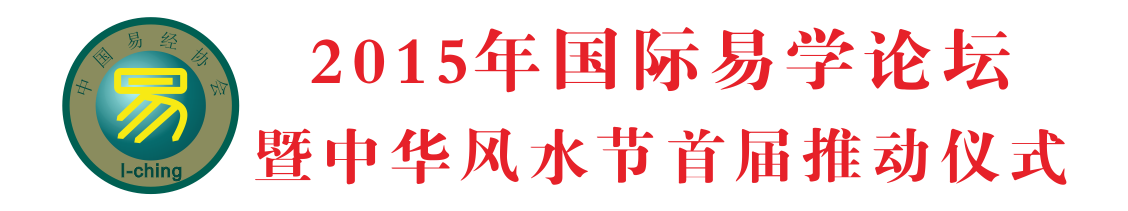 中国易经协会
易
I-ching
2015年国际易学论坛
暨中华风水节首届推动仪式